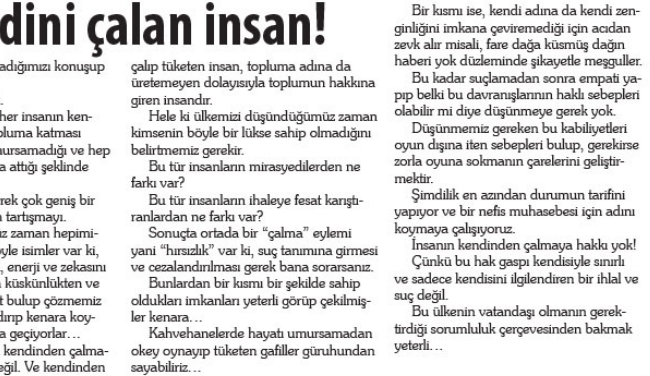 dini çalan insan!
adığımızı konuşup
her insanın ken-
pluma katması
nursamadığı ve hep
a attığı şeklinde
rek çok geniş bir
n tartışmayı.
z zaman hepimi-
yle isimler var ki,
, enerji ve zekasını
küskünlükten ve
t bulup çözmemiz
dırıp kenara koy-
a geçiyorlar…
kendinden çalma-
eğil. Ve kendinden
çalıp tüketen insan, topluma adına da
üretemeyen dolayısıyla toplumun hakkına
giren insandır.
Hele ki ülkemizi düşündüğümüz zaman
kimsenin böyle bir lükse sahip olmadığını
belirtmemiz gerekir.
Bu tür insanların mirasyedilerden ne
farkı var?
Bu tür insanların ihaleye fesat karıştı-
ranlardan ne farkı var?
Sonuçta ortada bir “çalma” eylemi
yani “hırsızlık” var ki, suç tanımına girmesi
ve cezalandırılması gerek bana sorarsanız.
Bunlardan bir kısmı bir şekilde sahip
oldukları imkanları yeterli görüp çekilmiş-
ler kenara…
Kahvehanelerde hayatı umursamadan
okey oynayıp tüketen gafiller güruhundan
sayabiliriz…
Bir kısmı ise, kendi adına da kendi zen-
ginliğini imkana çeviremediği için acıdan
zevk alır misali, fare dağa küsmüş dağın
haberi yok düzleminde şikayetle meşguller.
Bu kadar suçlamadan sonra empati ya-
pıp belki bu davranışlarının haklı sebepleri
olabilir mi diye düşünmeye gerek yok.
Düşünmemiz gereken bu kabiliyetleri
oyun dışına iten sebepleri bulup, gerekirse
zorla oyuna sokmanın çarelerini geliştir-
mektir.
Şimdilik en azından durumun tarifini
yapıyor ve bir nefis muhasebesi için adını
koymaya çalışıyoruz.
İnsanın kendinden çalmaya hakkı yok!
Çünkü bu hak gaspı kendisiyle sınırlı
ve sadece kendisini ilgilendiren bir ihlal ve
suç değil.
Bu ülkenin vatandaşı olmanın gerek-
tirdiği sorumluluk çerçevesinden bakmak
yeterli…